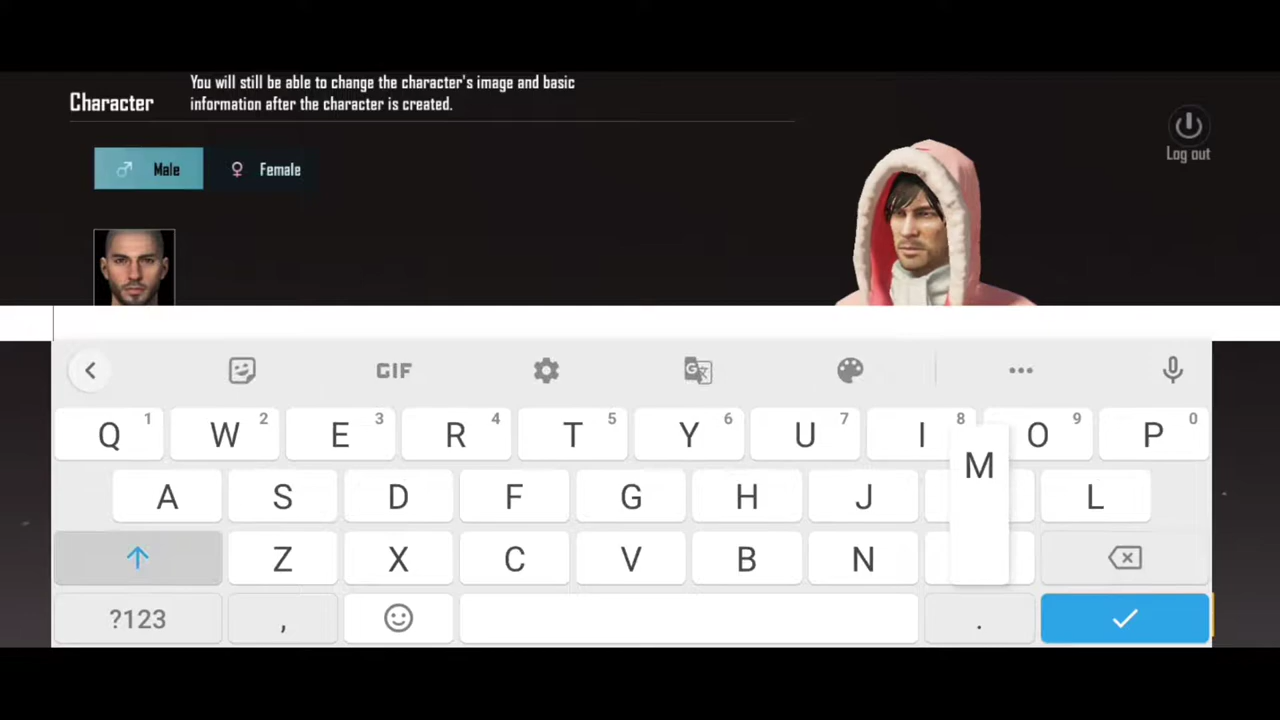 You will still be able to change the character's image and basic
Character
information after the character is created.
Log out
Male
Female
GIF
Q 1 W 2 E 3 R 4 T 5 Y 6 U 7 I 8 O 9 P 0
M
A S D F G H J L
Z X C V B N
?123 , .